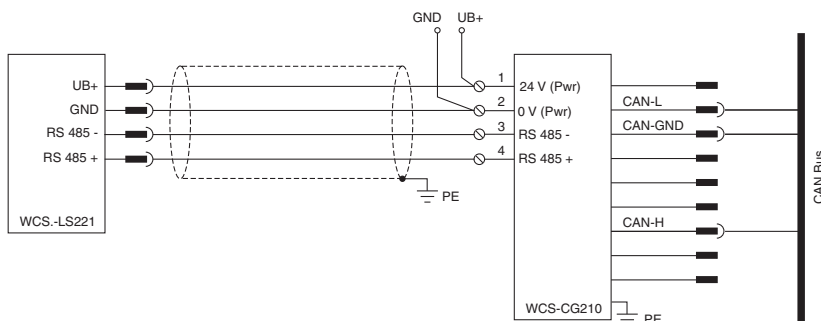 GND UB+
UB+ 1 24 V (Pwr)
GND 2 0 V (Pwr) CAN-L
RS 485 - 3 RS 485 - CAN-GND
RS 485 + 4 RS 485 +
PE
CAN Bus
CAN-H
WCS.-LS221
WCS-CG210
PE